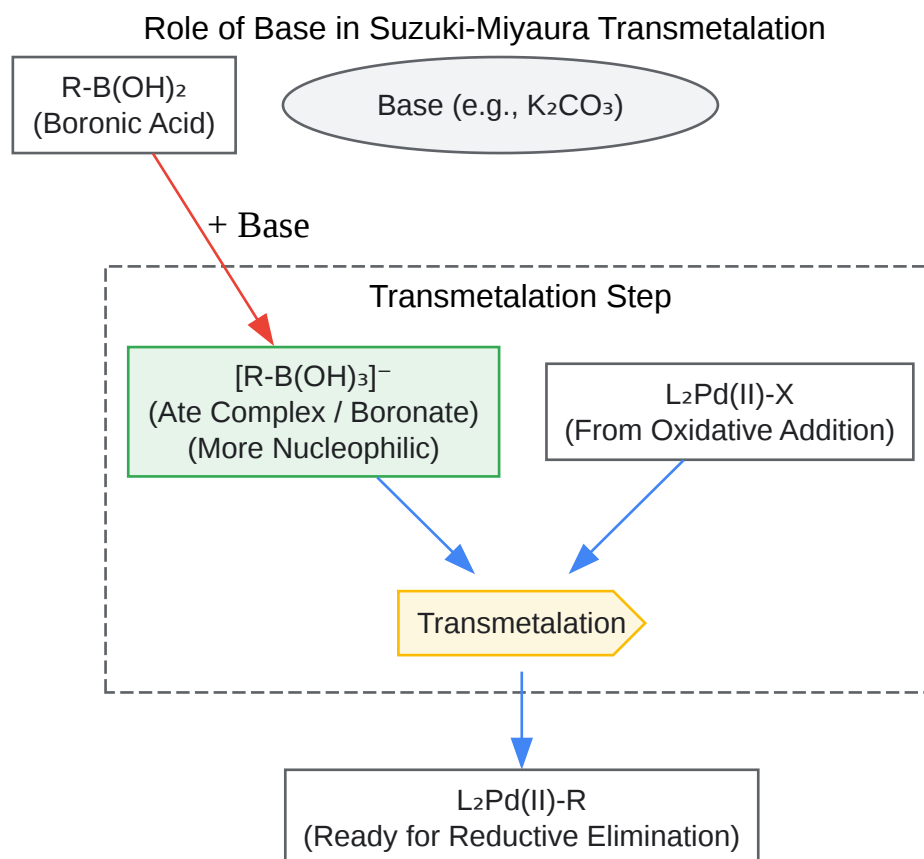 Role of Base in Suzuki-Miyaura Transmetalation
R-B(OH)₂
(Boronic Acid)
Base (e.g., K₂CO₃)
+ Base
Transmetalation Step
[R-B(OH)₃]⁻
(Ate Complex / Boronate)
(More Nucleophilic)
L₂Pd(II)-X
(From Oxidative Addition)
Transmetalation
L₂Pd(II)-R
(Ready for Reductive Elimination)